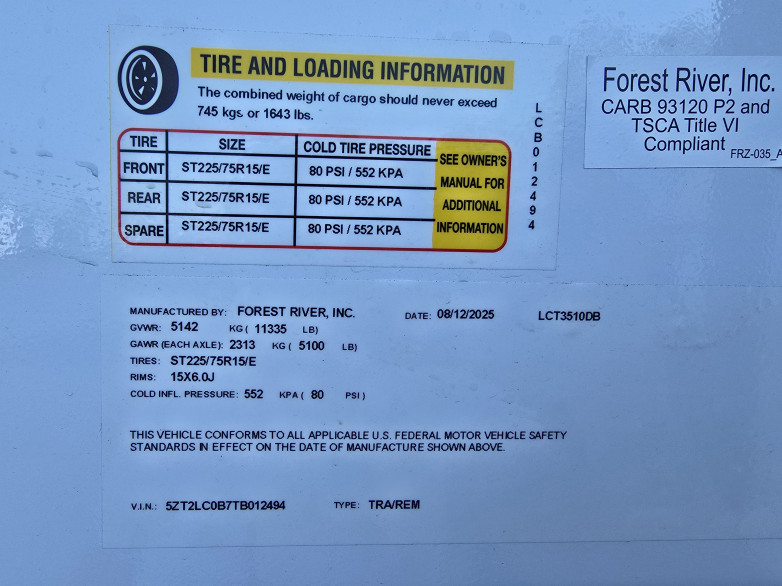 TIRE AND LOADING INFORMATION
The combined weight of cargo should never exceed
745 kgs. or 1643 lbs.
TIRE SIZE COLD TIRE PRESSURE SEE OWNER'S MANUAL FOR ADDITIONAL INFORMATION
FRONT ST225/75R15/E 80 PSI / 552 KPA
REAR ST225/75R15/E 80 PSI / 552 KPA
SPARE ST225/75R15/E 80 PSI / 552 KPA
LCB012494
Forest River, Inc.
CARB 93120 P2 and
TSCA Title VI
Compliant
FRZ-035_A
MANUFACTURED BY: FOREST RIVER, INC. DATE: 08/12/2025 LCT3510DB
GVWR: 5142 KG ( 11335 LB)
GAWR (EACH AXLE): 2313 KG ( 5100 LB)
TIRES: ST225/75R15/E
RIMS: 15X6.0J
COLD INFL. PRESSURE: 552 KPA ( 80 PSI )
THIS VEHICLE CONFORMS TO ALL APPLICABLE U.S. FEDERAL MOTOR VEHICLE SAFETY
STANDARDS IN EFFECT ON THE DATE OF MANUFACTURE SHOWN ABOVE.
V.I.N.: 5ZT2LC0B7TB012494 TYPE: TRA/REM